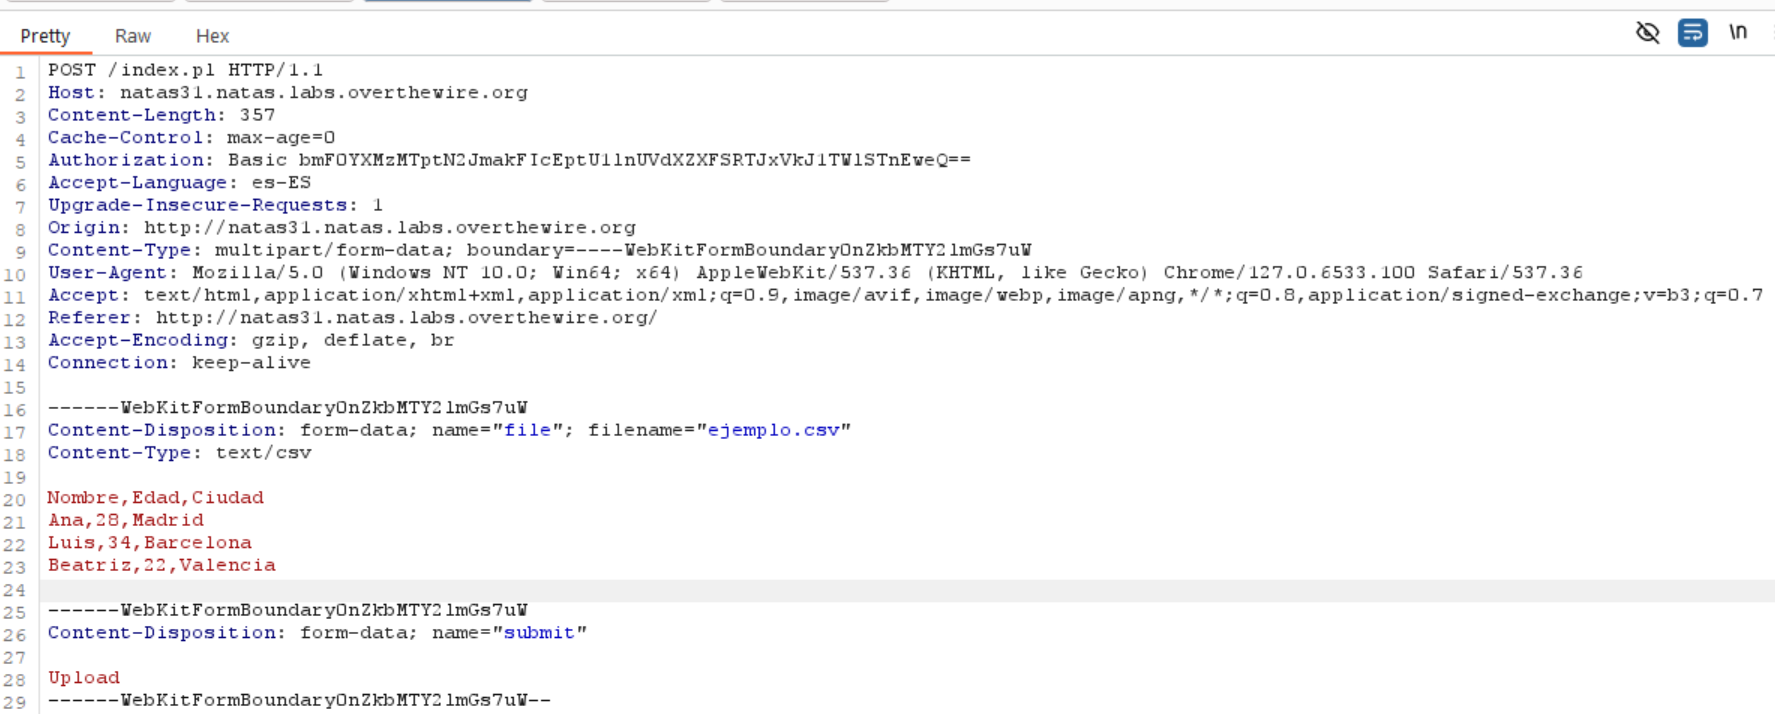 Pretty Raw Hex \n
1 POST /index.pl HTTP/1.1
2 Host: natas31.natas.labs.overthewire.org
3 Content-Length: 357
4 Cache-Control: max-age=0
5 Authorization: Basic bmF0YXMzMTptN2JmakFIcEptU1lnUVdXZXFSRTJxVkJ1TWlSTnEweQ==
6 Accept-Language: es-ES
7 Upgrade-Insecure-Requests: 1
8 Origin: http://natas31.natas.labs.overthewire.org
9 Content-Type: multipart/form-data; boundary=----WebKitFormBoundaryOnZkbMTY2lmGs7uW
10 User-Agent: Mozilla/5.0 (Windows NT 10.0; Win64; x64) AppleWebKit/537.36 (KHTML, like Gecko) Chrome/127.0.6533.100 Safari/537.36
11 Accept: text/html,application/xhtml+xml,application/xml;q=0.9,image/avif,image/webp,image/apng,*/*;q=0.8,application/signed-exchange;v=b3;q=0.7
12 Referer: http://natas31.natas.labs.overthewire.org/
13 Accept-Encoding: gzip, deflate, br
14 Connection: keep-alive
15
16 ------WebKitFormBoundaryOnZkbMTY2lmGs7uW
17 Content-Disposition: form-data; name="file"; filename="ejemplo.csv"
18 Content-Type: text/csv
19
20 Nombre,Edad,Ciudad
21 Ana,28,Madrid
22 Luis,34,Barcelona
23 Beatriz,22,Valencia
24
25 ------WebKitFormBoundaryOnZkbMTY2lmGs7uW
26 Content-Disposition: form-data; name="submit"
27
28 Upload
29 ------WebKitFormBoundaryOnZkbMTY2lmGs7uW--